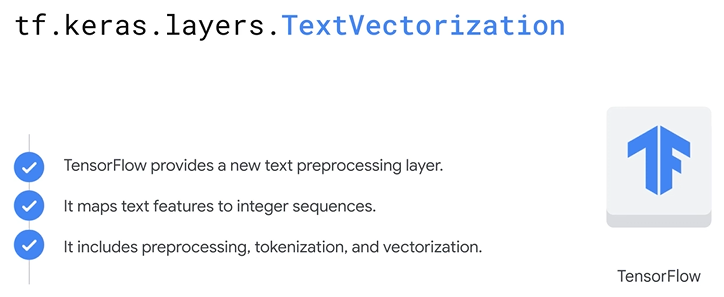 tf.keras.layers.TextVectorization
TensorFlow provides a new text preprocessing layer.
It maps text features to integer sequences.
It includes preprocessing, tokenization, and vectorization.
TensorFlow